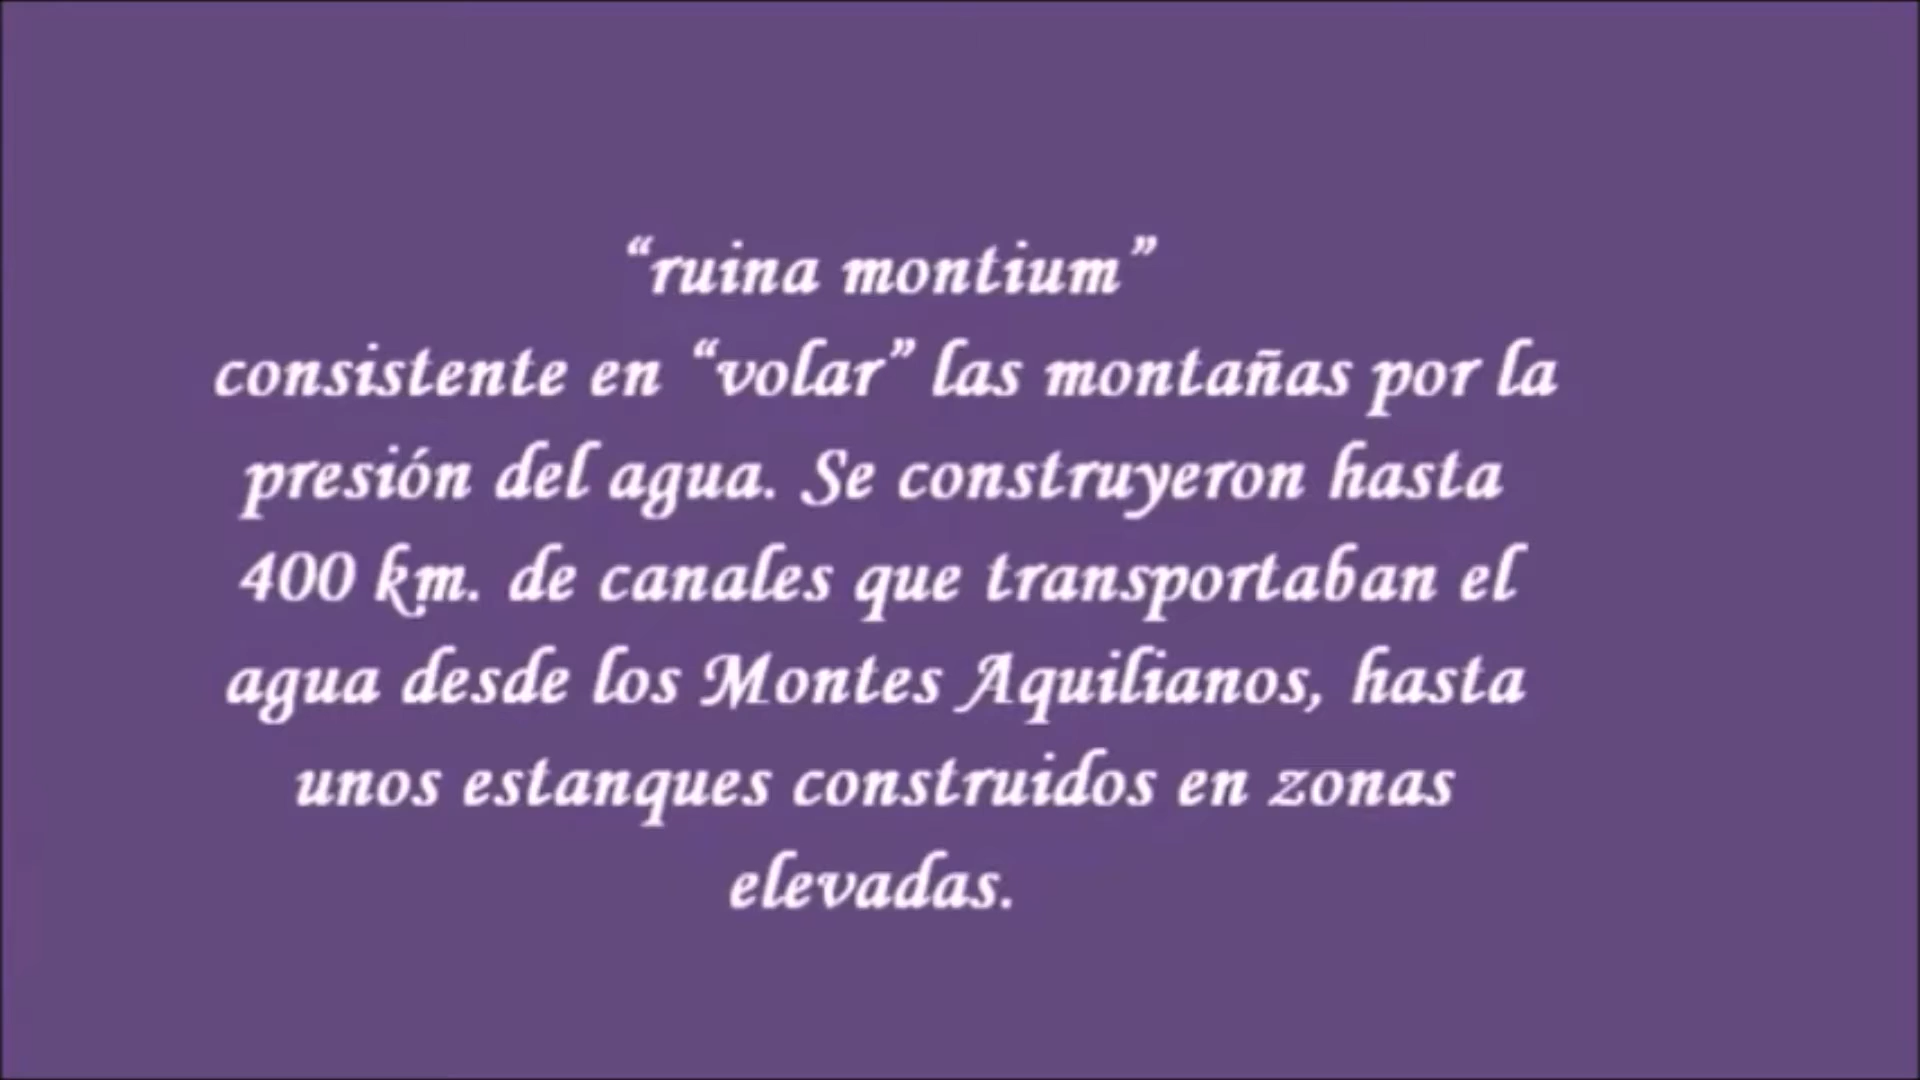 “ruina montium”
consistente en “volar” las montañas por la
presión del agua. Se construyeron hasta
400 km. de canales que transportaban el
agua desde los Montes Aquilianos, hasta
unos estanques construidos en zonas
elevadas.